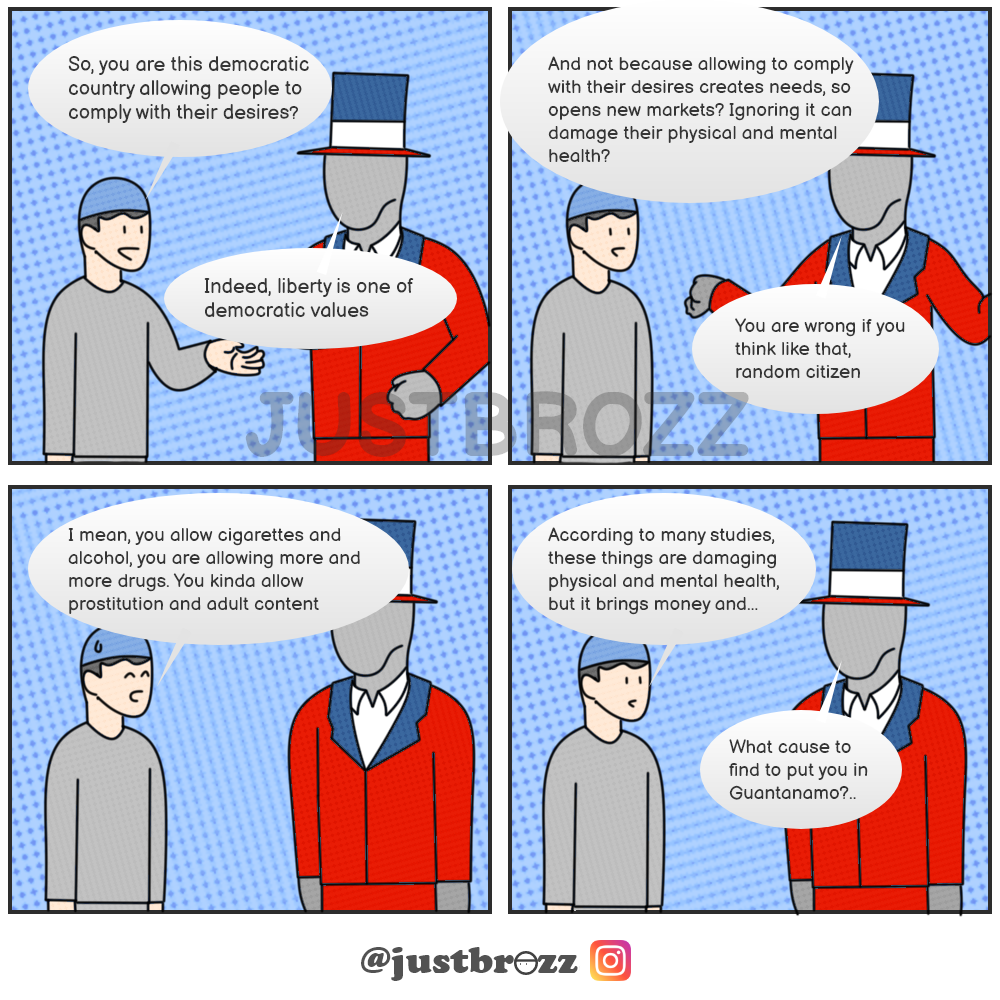 So, you are this democratic
country allowing people to
comply with their desires?
Indeed, liberty is one of
democratic values
And not because allowing to comply
with their desires creates needs, so
opens new markets? Ignoring it can
damage their physical and mental
health?
You are wrong if you
think like that,
random citizen
JUSTBROZZ
I mean, you allow cigarettes and
alcohol, you are allowing more and
more drugs. You kinda allow
prostitution and adult content
According to many studies,
these things are damaging
physical and mental health,
but it brings money and...
What cause to
find to put you in
Guantanamo?..
@justbrozz